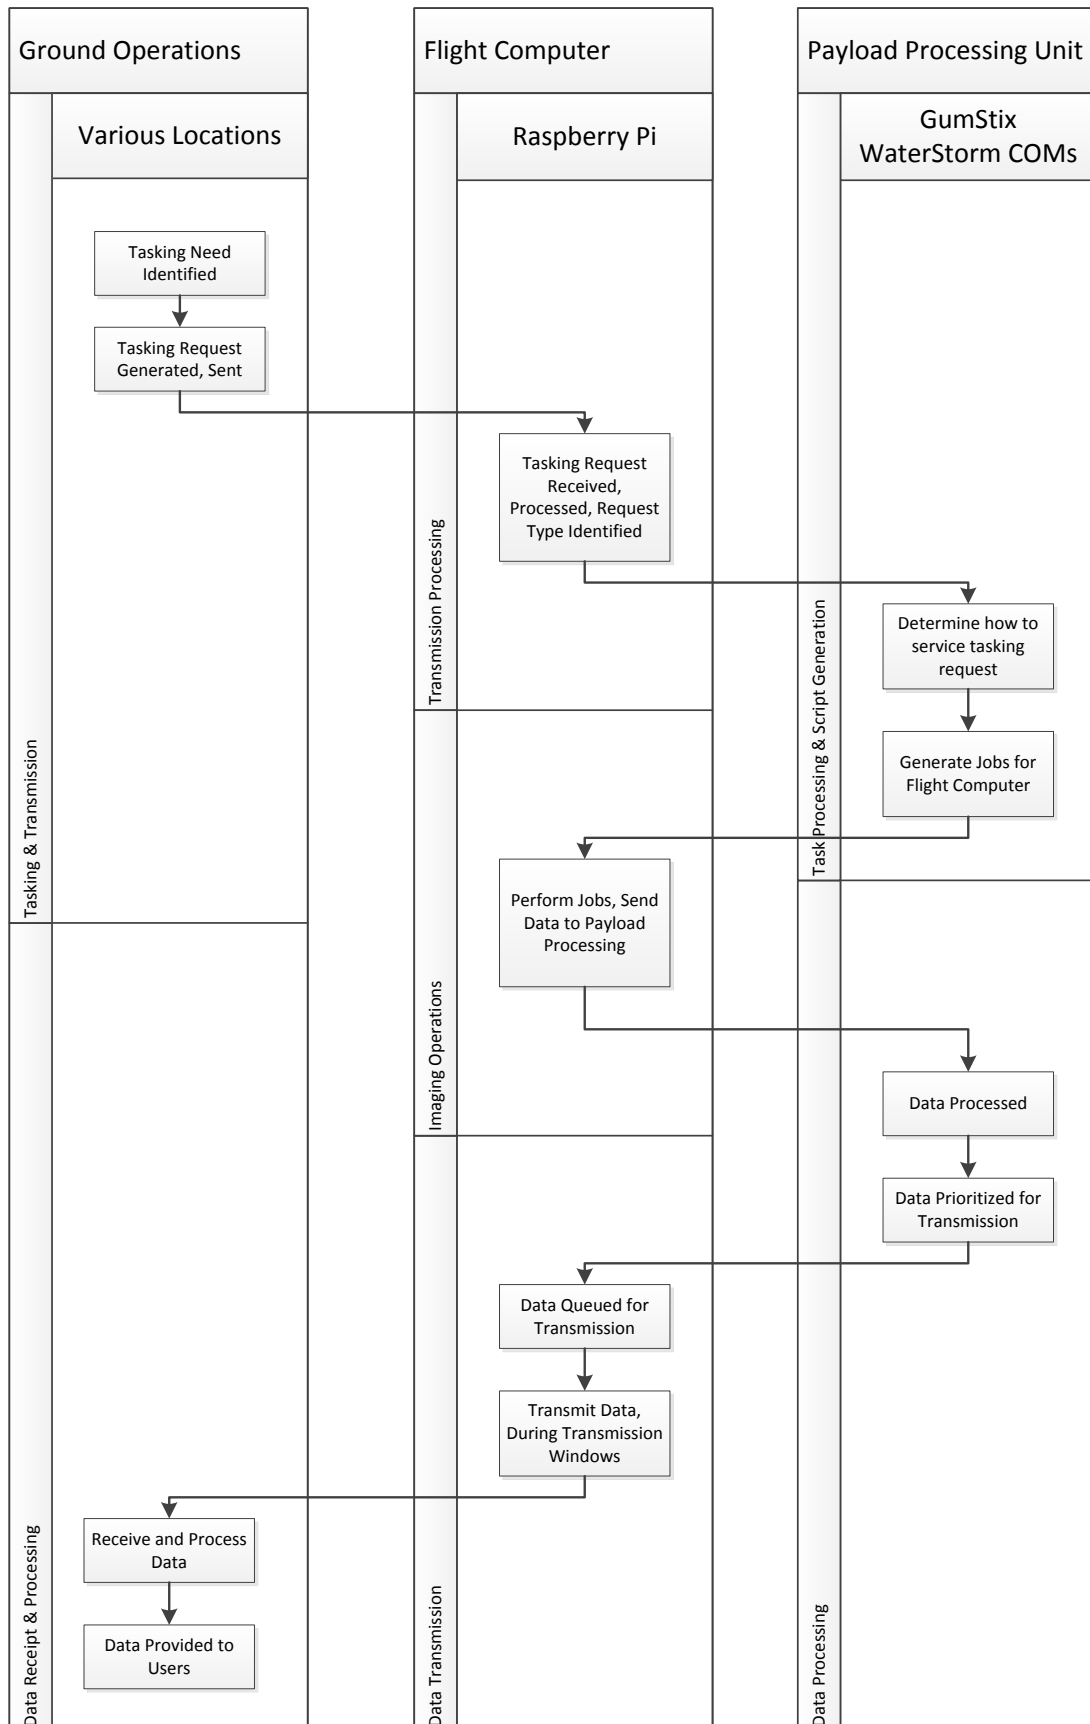 Ground Operations
Flight Computer
Payload Processing Unit
Various Locations
Raspberry Pi
GumStix
WaterStorm COMs
Tasking & Transmission
Tasking Need
Identified
Tasking Request
Generated, Sent
Transmission Processing
Tasking Request
Received,
Processed, Request
Type Identified
Task Processing & Script Generation
Determine how to
service tasking
request
Generate Jobs for
Flight Computer
Imaging Operations
Perform Jobs, Send
Data to Payload
Processing
Data Processing
Data Processed
Data Prioritized for
Transmission
Data Transmission
Data Queued for
Transmission
Transmit Data,
During Transmission
Windows
Data Receipt & Processing
Receive and Process
Data
Data Provided to
Users